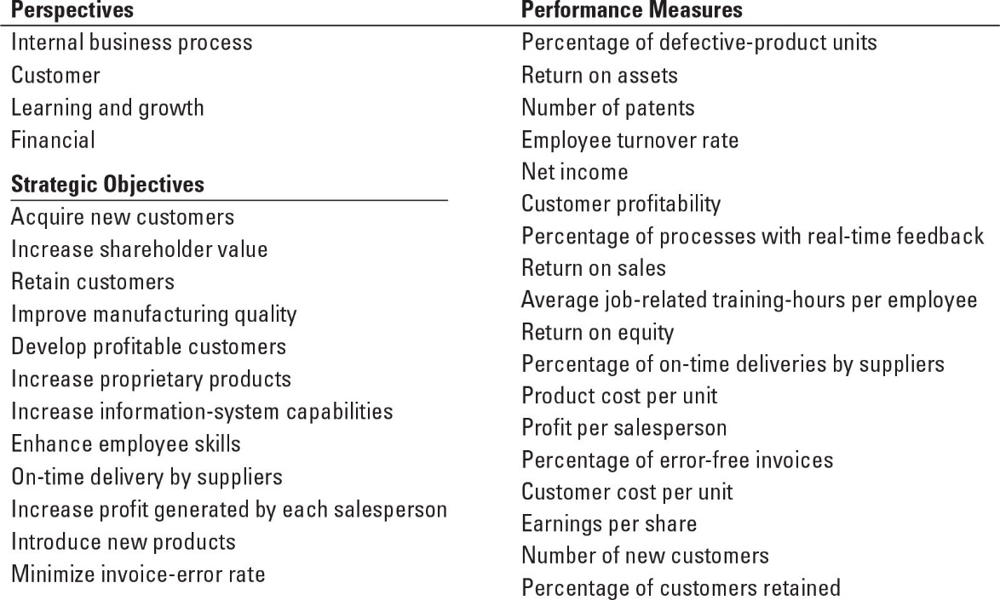 Perspectives
Internal business process
Customer
Learning and growth
Financial
Strategic Objectives
Acquire new customers
Increase shareholder value
Retain customers
Improve manufacturing quality
Develop profitable customers
Increase proprietary products
Increase information-system capabilities
Enhance employee skills
On-time delivery by suppliers
Increase profit generated by each salesperson
Introduce new products
Minimize invoice-error rate
Performance Measures
Percentage of defective-product units
Return on assets
Number of patents
Employee turnover rate
Net income
Customer profitability
Percentage of processes with real-time feedback
Return on sales
Average job-related training-hours per employee
Return on equity
Percentage of on-time deliveries by suppliers
Product cost per unit
Profit per salesperson
Percentage of error-free invoices
Customer cost per unit
Earnings per share
Number of new customers
Percentage of customers retained